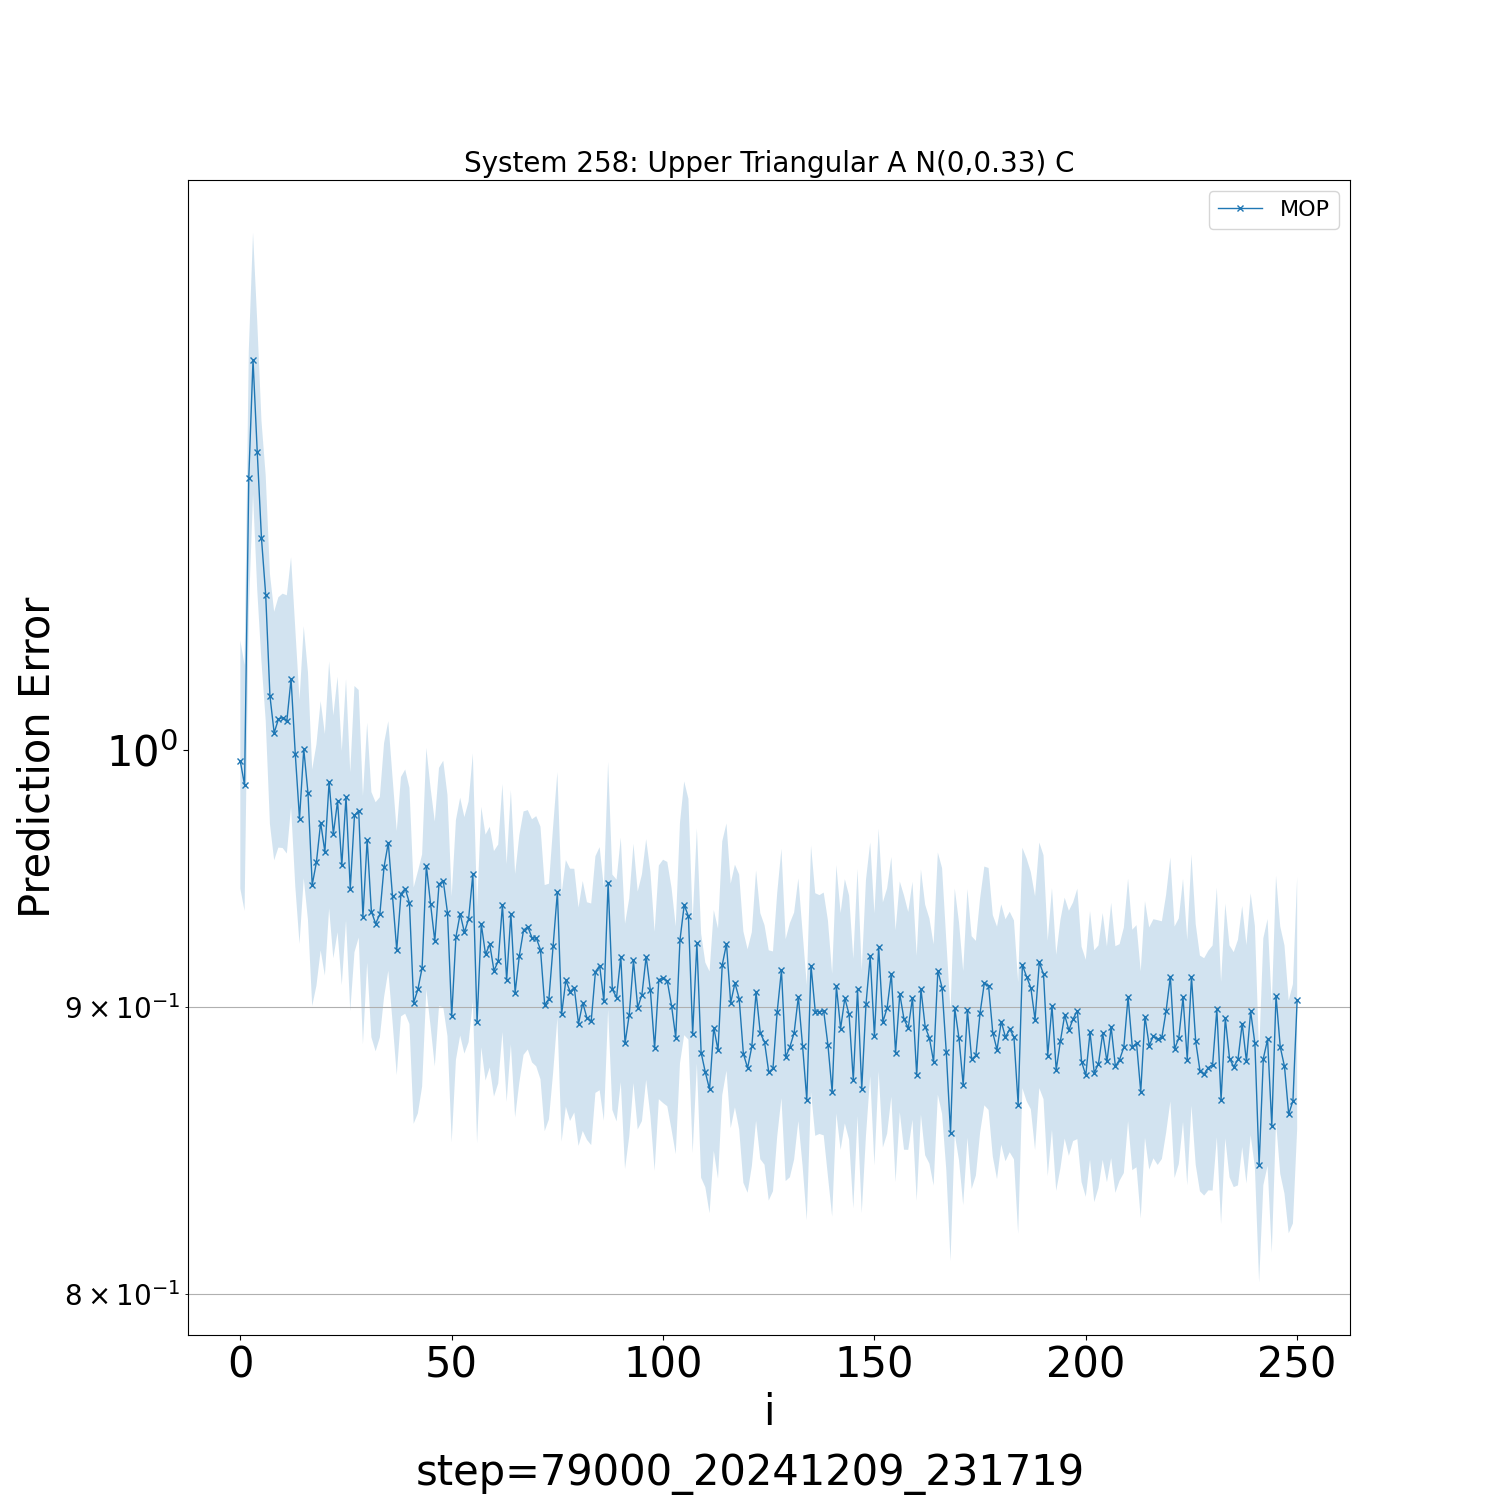 System 258: Upper Triangular A N(0,0.33) C
MOP
Prediction Error
10⁰
9 × 10⁻¹
8 × 10⁻¹
0 50 100 150 200 250
i
step=79000_20241209_231719